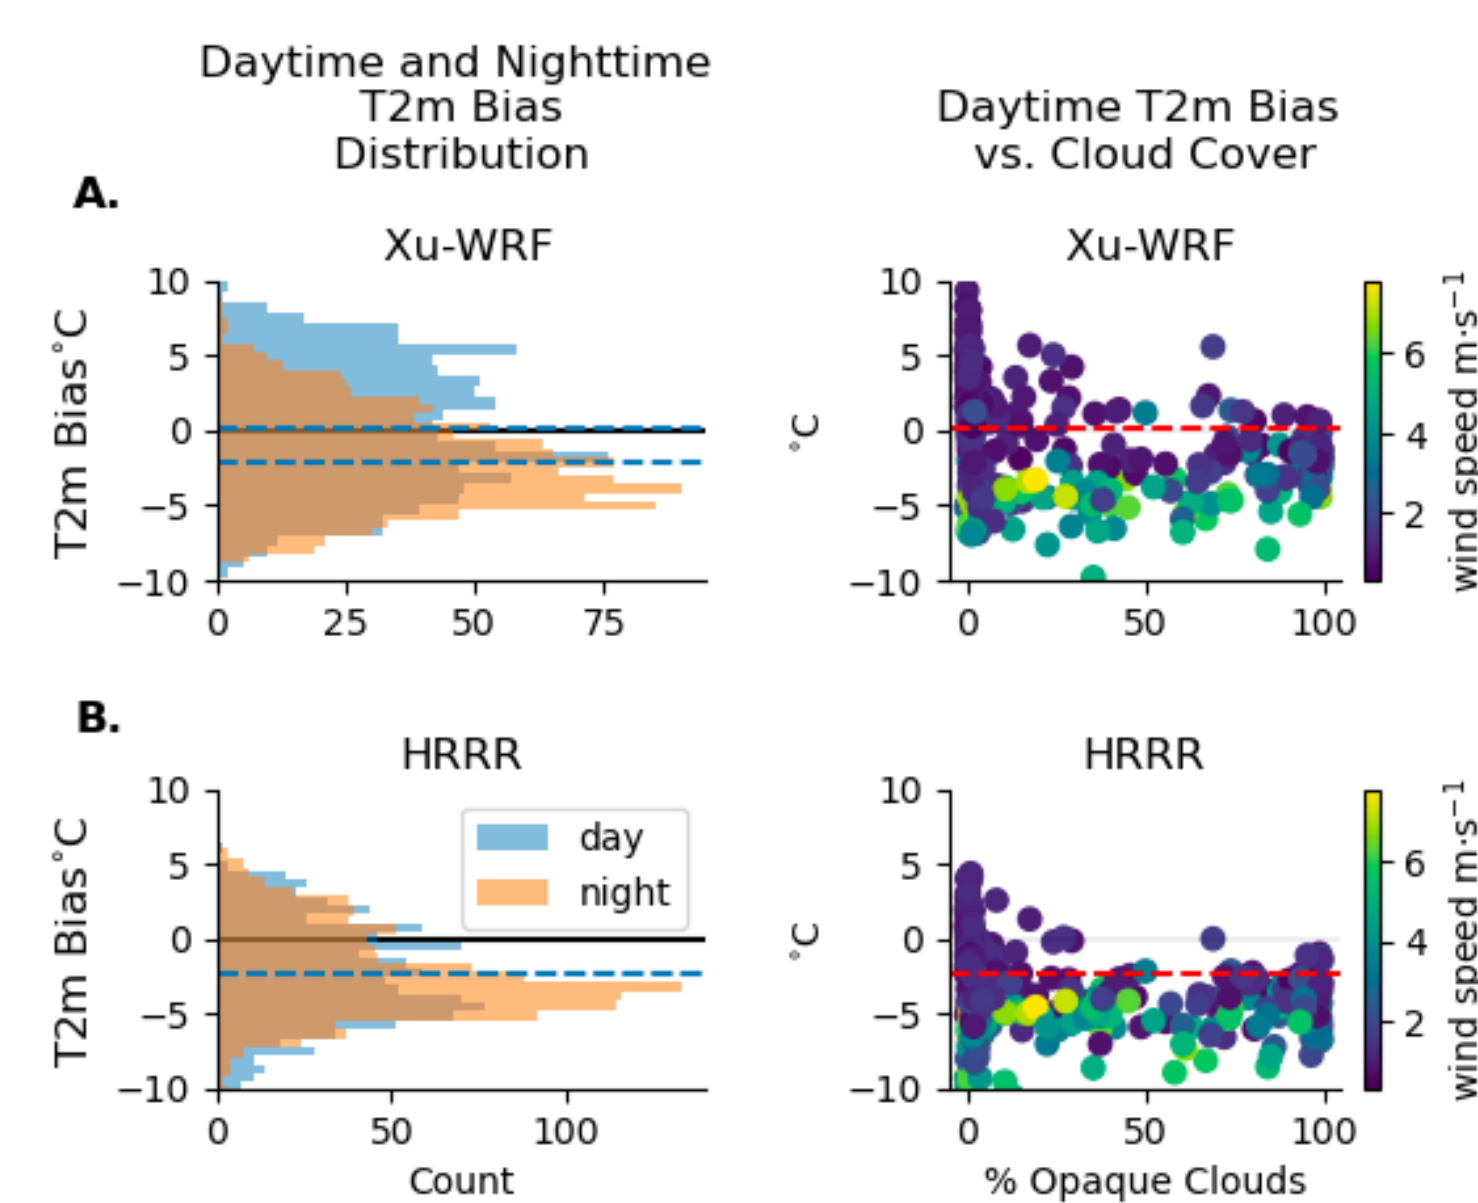 Daytime and Nighttime
T2m Bias
Distribution
Daytime T2m Bias
vs. Cloud Cover
A.
Xu-WRF
10
5
0
−5
−10
T2m Bias°C
0 25 50 75
Xu-WRF
10
5
0
−5
−10
°C
0 50 100
6
4
2
wind speed m·s⁻¹
B.
HRRR
10
5
0
−5
−10
T2m Bias°C
day
night
0 50 100
Count
HRRR
10
5
0
−5
−10
°C
0 50 100
% Opaque Clouds
6
4
2
wind speed m·s⁻¹